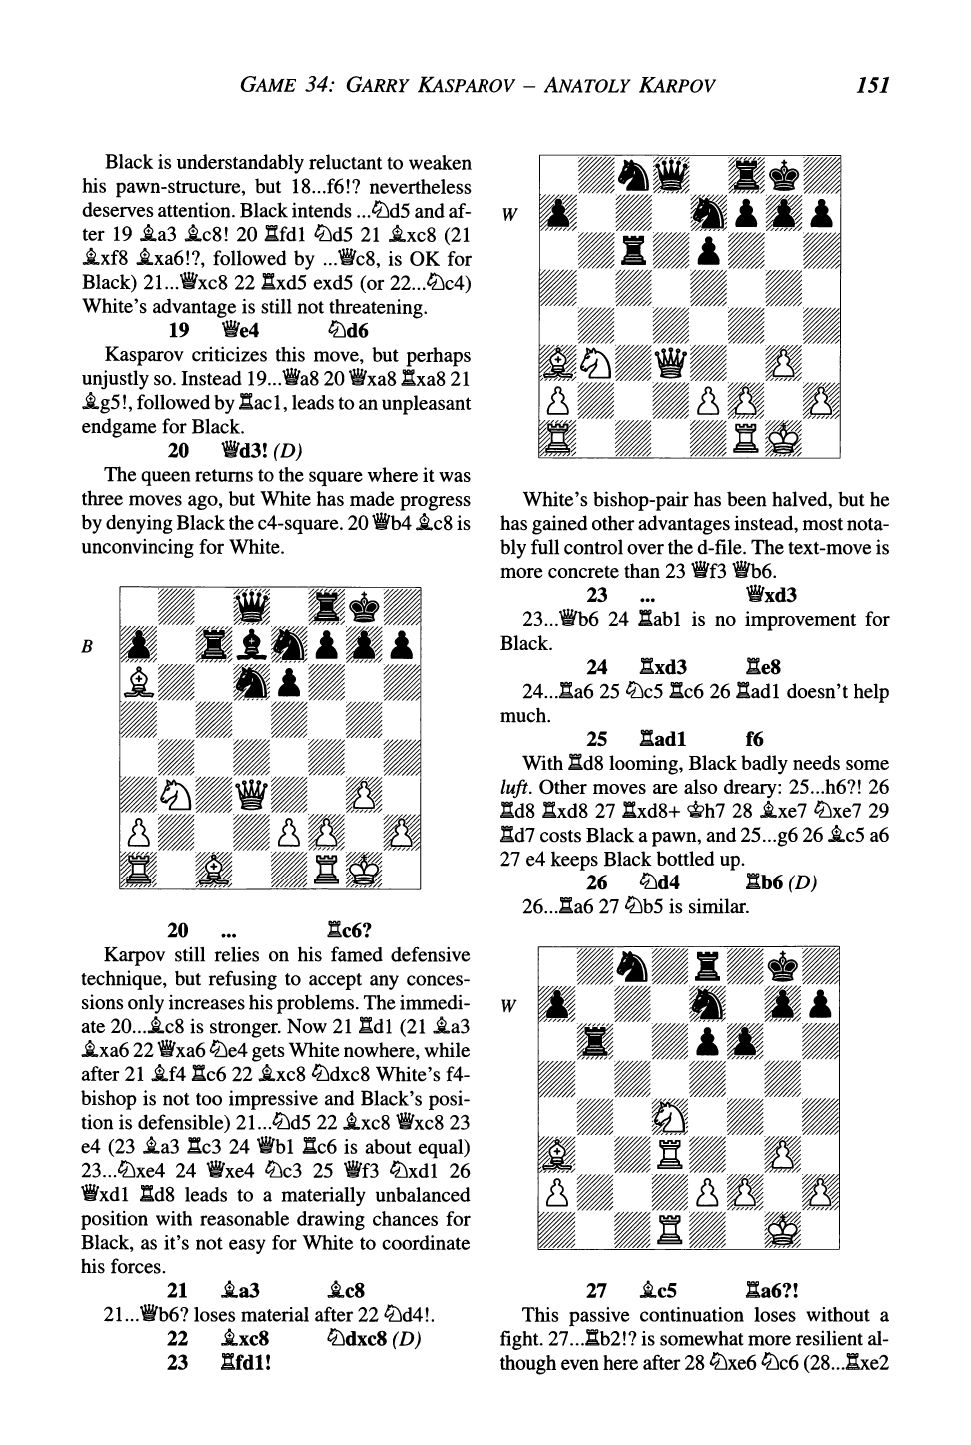 GAME 34: GARRY KASPAROV – ANATOLY KARPOV 151
Black is understandably reluctant to weaken
his pawn-structure, but 18...f6!? nevertheless
deserves attention. Black intends ...♘d5 and af-
ter 19 ♗a3 ♗c8! 20 ♖fd1 ♘d5 21 ♗xc8 (21
♗xf8 ♗xa6!?, followed by ...♕c8, is OK for
Black) 21...♕xc8 22 ♖xd5 exd5 (or 22...♘c4)
White's advantage is still not threatening.
19 ♕e4 ♘d6
Kasparov criticizes this move, but perhaps
unjustly so. Instead 19...♕a8 20 ♕xa8 ♖xa8 21
♗g5!, followed by ♖ac1, leads to an unpleasant
endgame for Black.
20 ♕d3! (D)
The queen returns to the square where it was
three moves ago, but White has made progress
by denying Black the c4-square. 20 ♕b4 ♗c8 is
unconvincing for White.
B
20 ... ♖c6?
Karpov still relies on his famed defensive
technique, but refusing to accept any conces-
sions only increases his problems. The immedi-
ate 20...♗c8 is stronger. Now 21 ♖d1 (21 ♗a3
♗xa6 22 ♕xa6 ♘e4 gets White nowhere, while
after 21 ♗f4 ♖c6 22 ♗xc8 ♘dxc8 White's f4-
bishop is not too impressive and Black's posi-
tion is defensible) 21...♘d5 22 ♗xc8 ♕xc8 23
e4 (23 ♗a3 ♖c3 24 ♕b1 ♖c6 is about equal)
23...♘xe4 24 ♕xe4 ♘c3 25 ♕f3 ♘xd1 26
♕xd1 ♖d8 leads to a materially unbalanced
position with reasonable drawing chances for
Black, as it's not easy for White to coordinate
his forces.
21 ♗a3 ♗c8
21...♕b6? loses material after 22 ♘d4!.
22 ♗xc8 ♘dxc8 (D)
23 ♖fd1!
W
White's bishop-pair has been halved, but he
has gained other advantages instead, most nota-
bly full control over the d-file. The text-move is
more concrete than 23 ♕f3 ♕b6.
23 ... ♕xd3
23...♕b6 24 ♖ab1 is no improvement for
Black.
24 ♖xd3 ♖e8
24...♖a6 25 ♘c5 ♖c6 26 ♖ad1 doesn't help
much.
25 ♖ad1 f6
With ♖d8 looming, Black badly needs some
luft. Other moves are also dreary: 25...h6?! 26
♖d8 ♖xd8 27 ♖xd8+ ♔h7 28 ♗xe7 ♘xe7 29
♖d7 costs Black a pawn, and 25...g6 26 ♗c5 a6
27 e4 keeps Black bottled up.
26 ♘d4 ♖b6 (D)
26...♖a6 27 ♘b5 is similar.
W
27 ♗c5 ♖a6?!
This passive continuation loses without a
fight. 27...♖b2!? is somewhat more resilient al-
though even here after 28 ♘xe6 ♘c6 (28...♖xe2